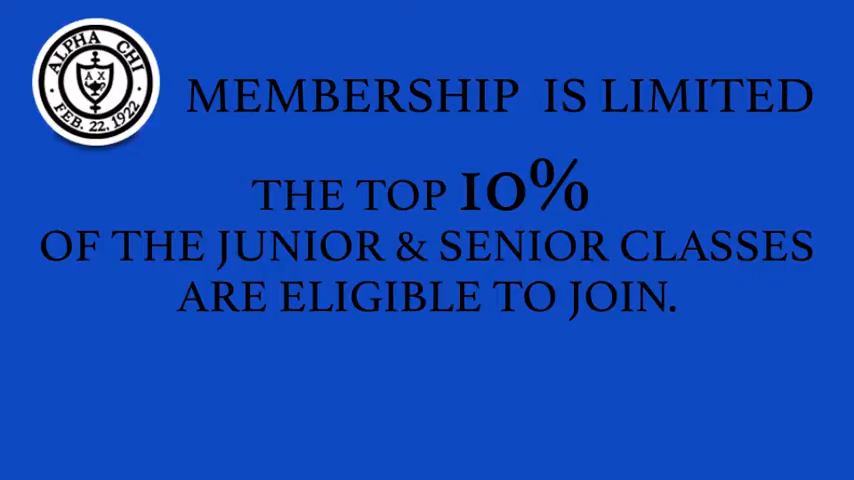 ALPHA CHI
AX
FEB. 22, 1922
MEMBERSHIP IS LIMITED
THE TOP 10%
OF THE JUNIOR & SENIOR CLASSES
ARE ELIGIBLE TO JOIN.